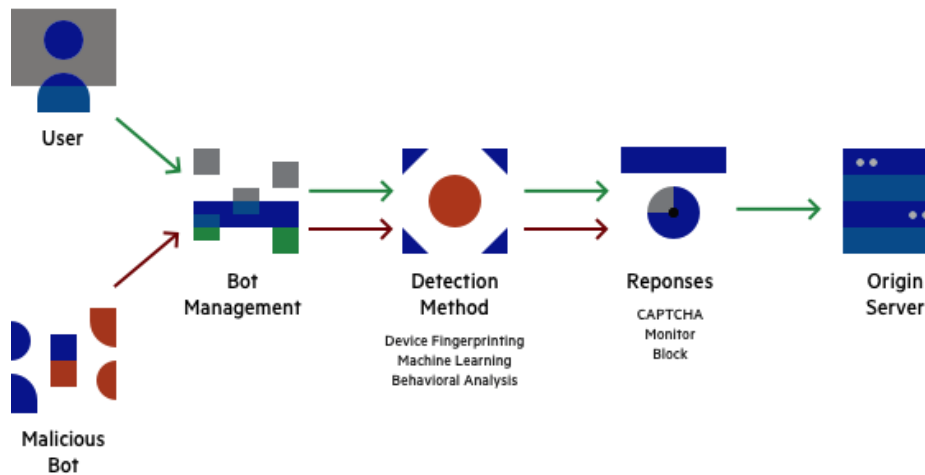 User
Bot
Management
Detection
Method
Device Fingerprinting
Machine Learning
Behavioral Analysis
Reponses
CAPTCHA
Monitor
Block
Origin
Server
Malicious
Bot